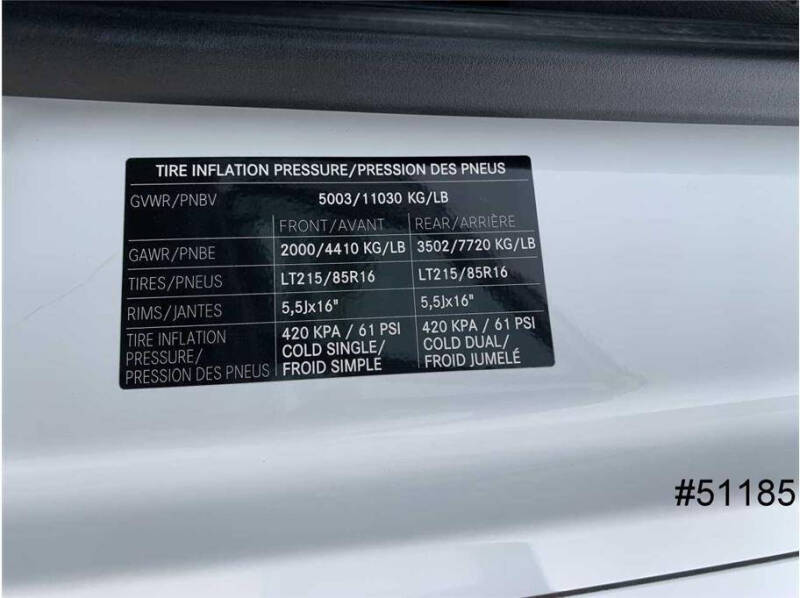 TIRE INFLATION PRESSURE/PRESSION DES PNEUS
GVWR/PNBV 5003/11030 KG/LB
FRONT/AVANT REAR/ARRIÈRE
GAWR/PNBE 2000/4410 KG/LB 3502/7720 KG/LB
TIRES/PNEUS LT215/85R16 LT215/85R16
RIMS/JANTES 5,5Jx16" 5,5Jx16"
TIRE INFLATION 420 KPA / 61 PSI 420 KPA / 61 PSI
PRESSURE/ COLD SINGLE/ COLD DUAL/
PRESSION DES PNEUS FROID SIMPLE FROID JUMELÉ
#51185